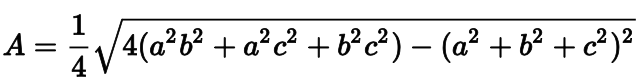 A = \frac{1}{4}\sqrt{4(a^2b^2 + a^2c^2 + b^2c^2) - (a^2 + b^2 + c^2)^2}